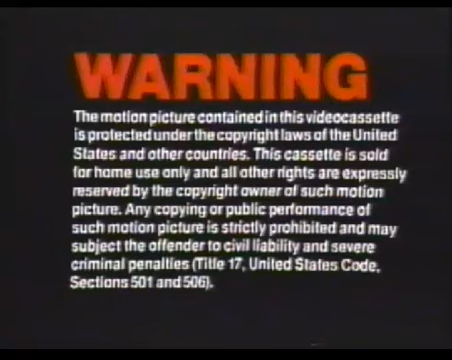 WARNING
The motion picture contained in this videocassette
is protected under the copyright laws of the United
States and other countries. This cassette is sold
for home use only and all other rights are expressly
reserved by the copyright owner of such motion
picture. Any copying or public performance of
such motion picture is strictly prohibited and may
subject the offender to civil liability and severe
criminal penalties (Title 17, United States Code,
Sections 501 and 506).